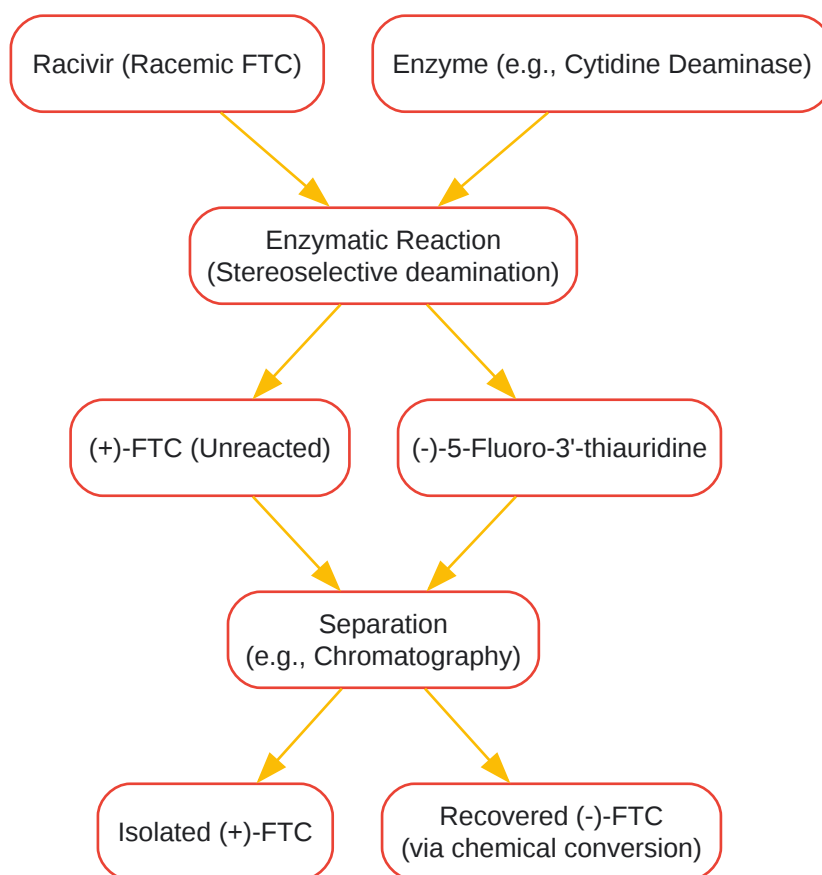 Racivir (Racemic FTC)
Enzyme (e.g., Cytidine Deaminase)
Enzymatic Reaction
(Stereoselective deamination)
(+)-FTC (Unreacted)
(-)-5-Fluoro-3'-thiauridine
Separation
(e.g., Chromatography)
Isolated (+)-FTC
Recovered (-)-FTC
(via chemical conversion)